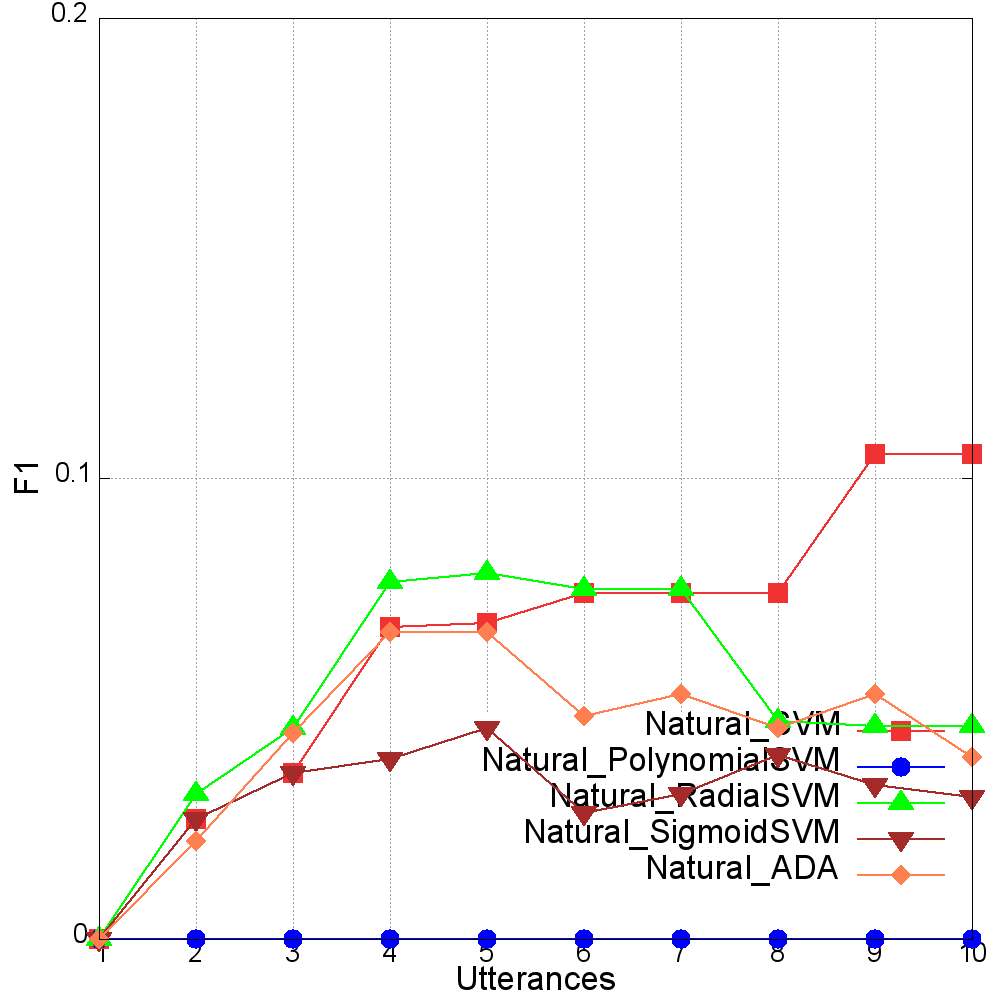 0.2
0.1
0
F1
Natural_SVM
Natural_PolynomialSVM
Natural_RadialSVM
Natural_SigmoidSVM
Natural_ADA
1 2 3 4 5 6 7 8 9 10
Utterances